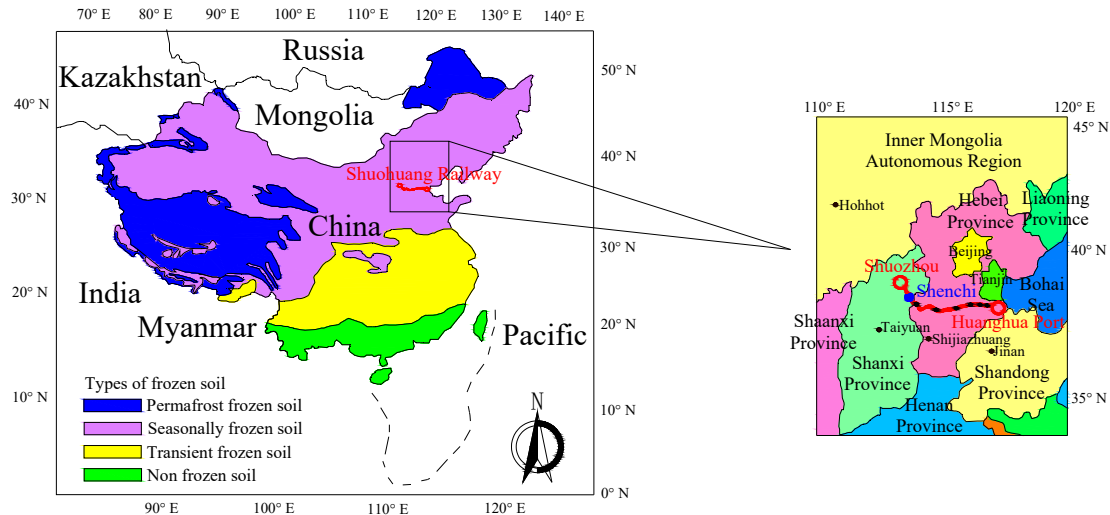 70° E 80° E 90° E 100° E 110° E 120° E 130° E 140° E
Russia
Kazakhstan
Mongolia
50° N
40° N
40° N
Shuohuang Railway
30° N
China
30° N
India
20° N
Myanmar
Pacific
20° N
Types of frozen soil
Permafrost frozen soil
Seasonally frozen soil
Transient frozen soil
Non frozen soil
10° N
10° N
N
0° N
90° E 100° E 110° E 120° E
110° E 115° E 120° E
45° N
Inner Mongolia
Autonomous Region
Hohhot
Hebei
Province
Liaoning
Province
40° N
Beijing
Shuozhou
Tianjin
Shenchi
Bohai
Sea
Huanghua Port
Shaanxi
Province
Taiyuan
Shijiazhuang
Jinan
Shanxi
Province
Shandong
Province
35° N
Henan
Province